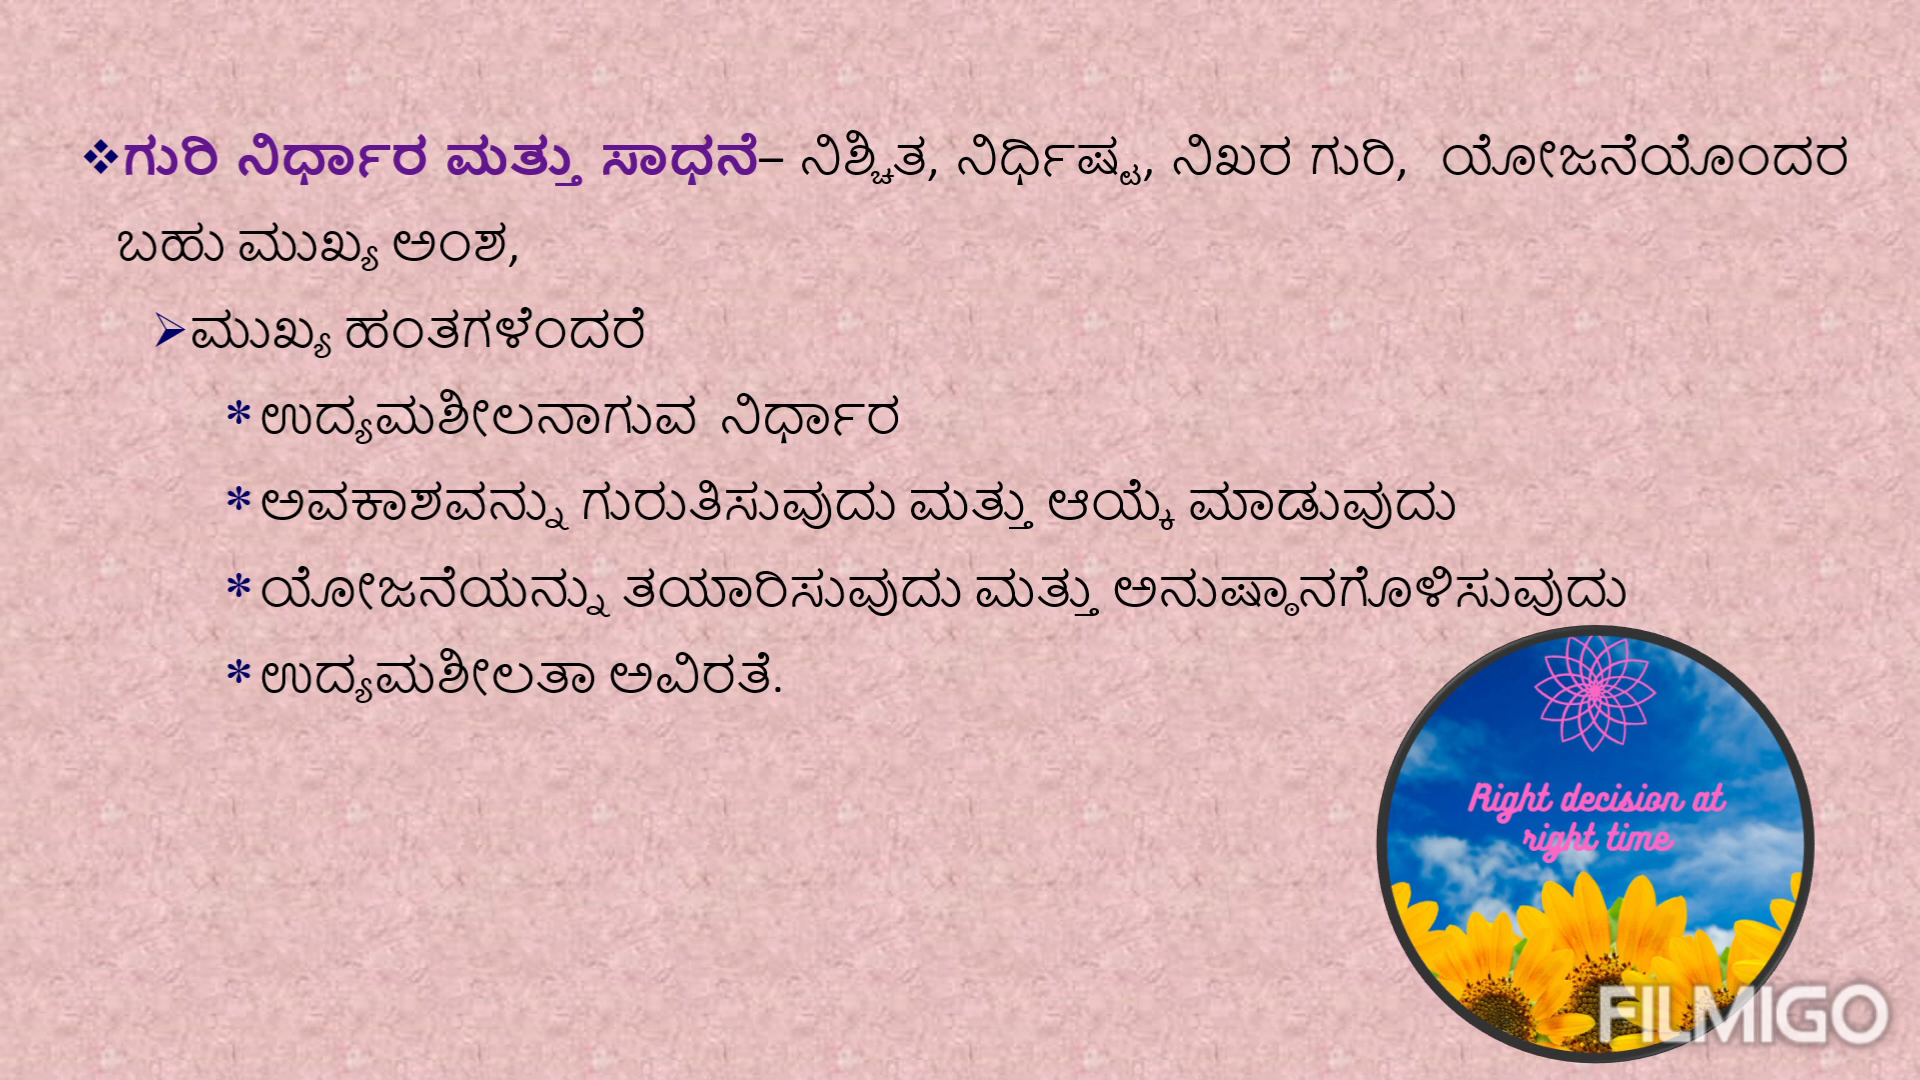 ❖ಗುರಿ ನಿರ್ಧಾರ ಮತ್ತು ಸಾಧನೆ– ನಿಶ್ಚಿತ, ನಿರ್ಧಿಷ್ಟ, ನಿಖರ ಗುರಿ, ಯೋಜನೆಯೊಂದರ
ಬಹು ಮುಖ್ಯ ಅಂಶ,
➢ಮುಖ್ಯ ಹಂತಗಳೆಂದರೆ
*ಉದ್ಯಮಶೀಲನಾಗುವ ನಿರ್ಧಾರ
*ಅವಕಾಶವನ್ನು ಗುರುತಿಸುವುದು ಮತ್ತು ಆಯ್ಕೆ ಮಾಡುವುದು
*ಯೋಜನೆಯನ್ನು ತಯಾರಿಸುವುದು ಮತ್ತು ಅನುಷ್ಠಾನಗೊಳಿಸುವುದು
*ಉದ್ಯಮಶೀಲತಾ ಅವಿರತೆ.
Right decision at
right time
FILMIGO